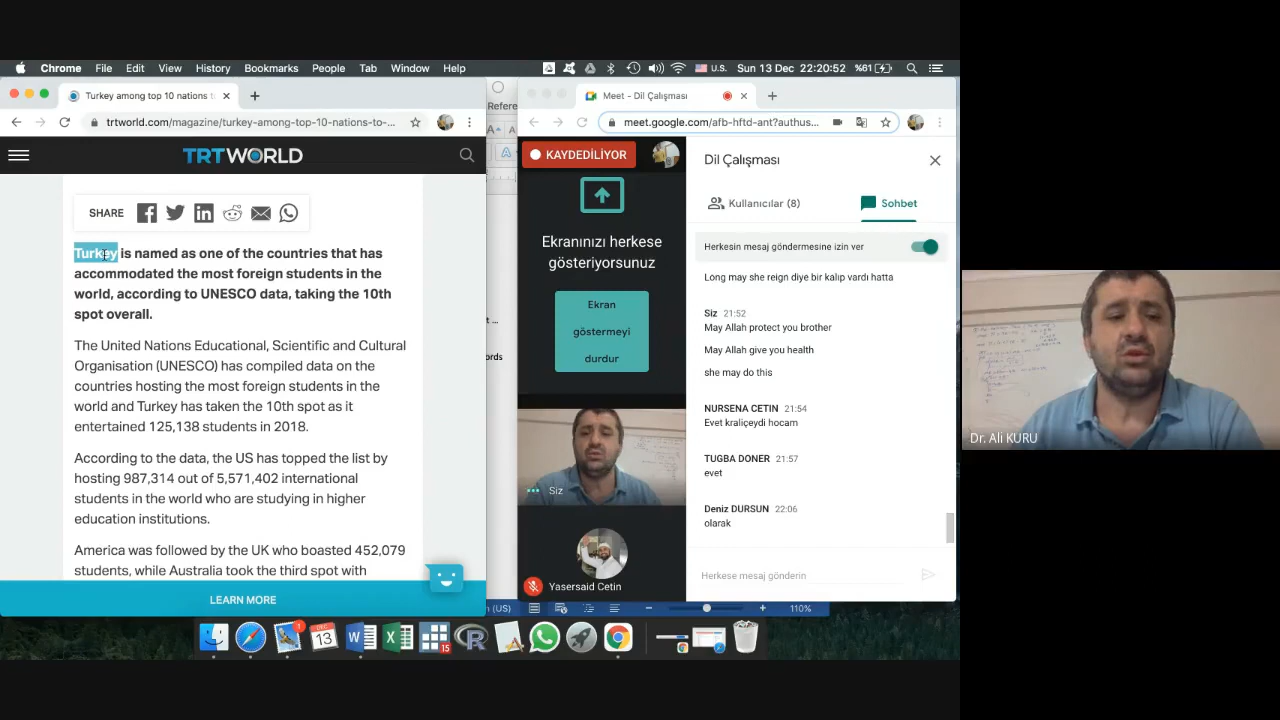 Chrome File Edit View History Bookmarks People Tab Window Help
U.S. Sun 13 Dec 22:20:52 %61
Turkey among top 10 nations t
trtworld.com/magazine/turkey-among-top-10-nations-to-...
TRTWORLD
SHARE
Turkey is named as one of the countries that has
accommodated the most foreign students in the
world, according to UNESCO data, taking the 10th
spot overall.
The United Nations Educational, Scientific and Cultural
Organisation (UNESCO) has compiled data on the
countries hosting the most foreign students in the
world and Turkey has taken the 10th spot as it
entertained 125,138 students in 2018.
According to the data, the US has topped the list by
hosting 987,314 out of 5,571,402 international
students in the world who are studying in higher
education institutions.
America was followed by the UK who boasted 452,079
students, while Australia took the third spot with
LEARN MORE
Refere
ords
n (US)
110%
Meet - Dil Çalışması
meet.google.com/afb-hftd-ant?authus...
KAYDEDİLİYOR
Ekranınızı herkese
gösteriyorsunuz
Ekran
göstermeyi
durdur
Siz
Yasersaid Cetin
Dil Çalışması
Kullanıcılar (8)
Sohbet
Herkesin mesaj göndermesine izin ver
Long may she reign diye bir kalıp vardı hatta
Siz 21:52
May Allah protect you brother
May Allah give you health
she may do this
NURSENA CETIN 21:54
Evet kraliçeydi hocam
TUGBA DONER 21:57
evet
Deniz DURSUN 22:06
olarak
Herkese mesaj gönderin
DEC
13
15
1
Dr. Ali KURU